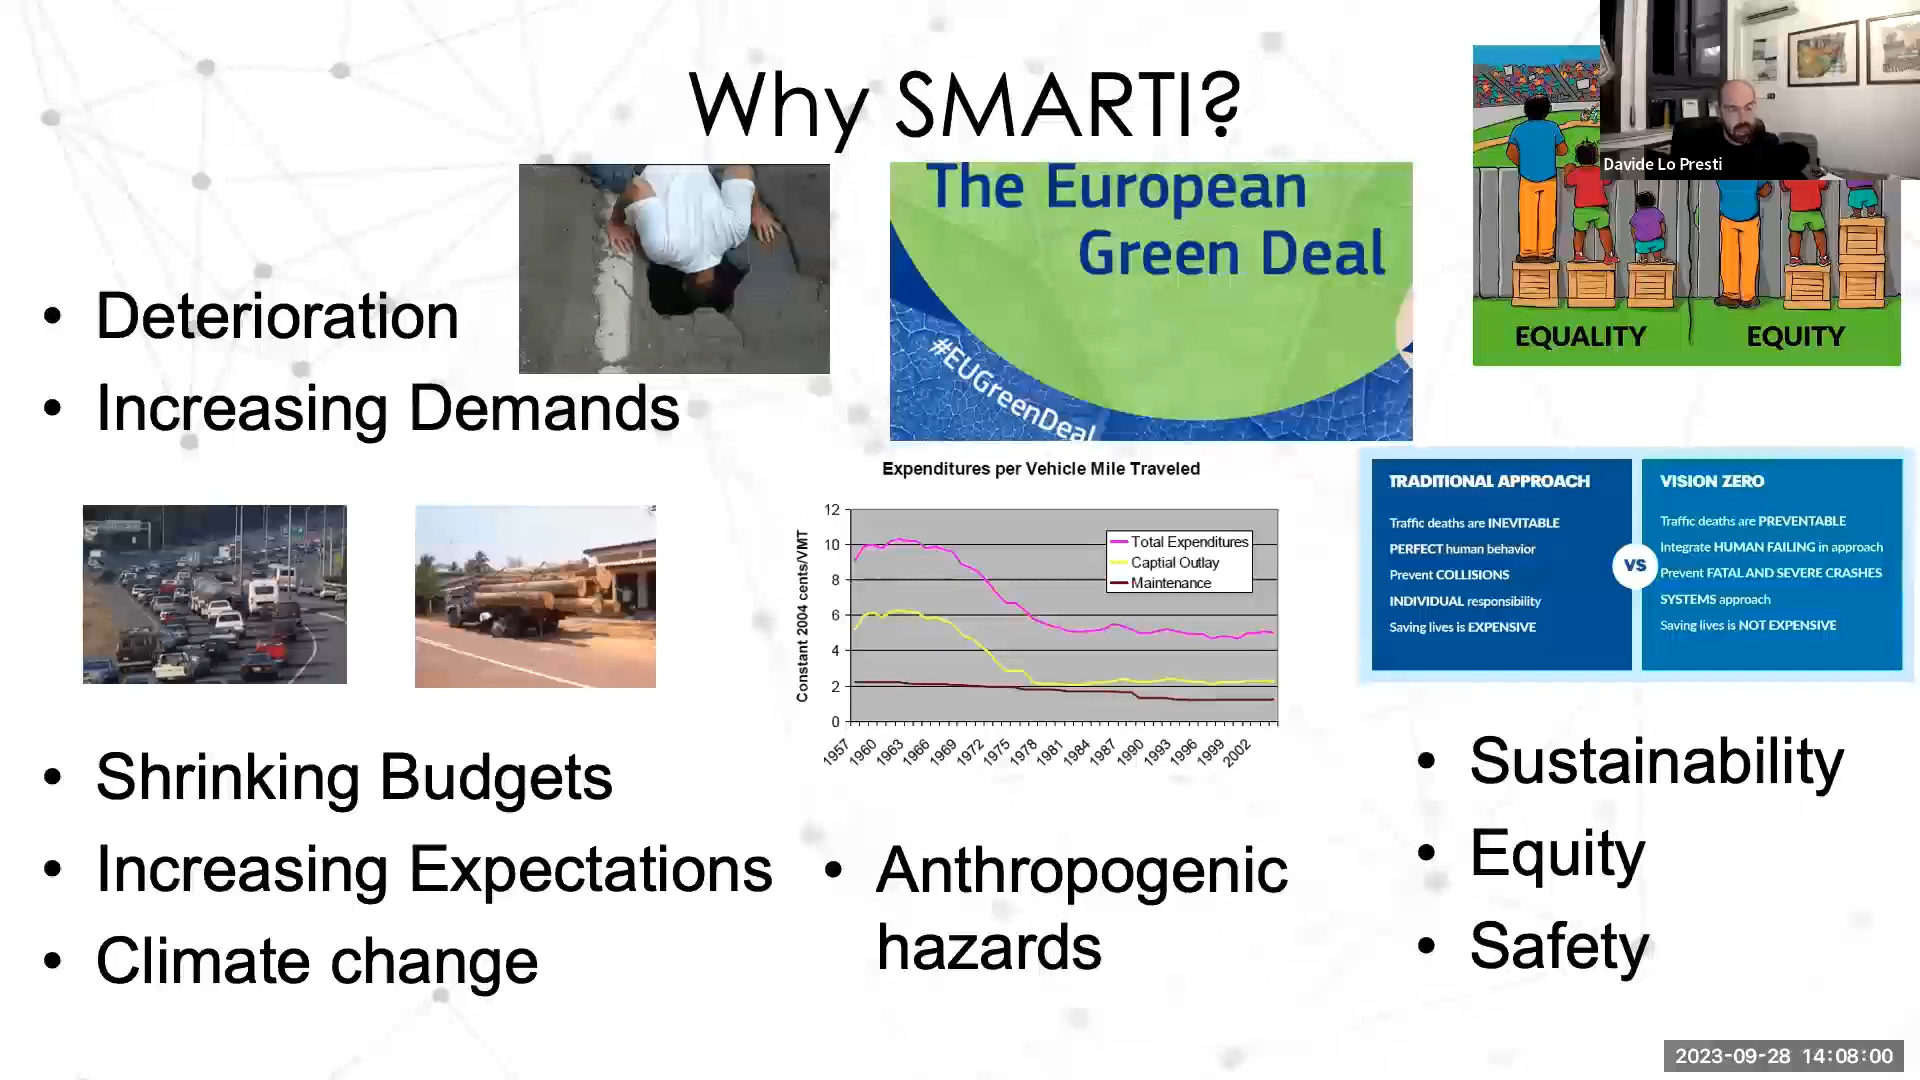 Why SMARTI?
Davide Lo Presti
The European
Green Deal
#EUGreenDeal
EQUALITY
EQUITY
• Deterioration
• Increasing Demands
Expenditures per Vehicle Mile Traveled
Constant 2004 cents/VMT
12
10
8
6
4
2
0
Total Expenditures
Captial Outlay
Maintenance
1957
1960
1963
1966
1969
1972
1975
1978
1981
1984
1987
1990
1993
1996
1999
2002
TRADITIONAL APPROACH
Traffic deaths are INEVITABLE
PERFECT human behavior
Prevent COLLISIONS
INDIVIDUAL responsibility
Saving lives is EXPENSIVE
VS
VISION ZERO
Traffic deaths are PREVENTABLE
Integrate HUMAN FAILING in approach
Prevent FATAL AND SEVERE CRASHES
SYSTEMS approach
Saving lives is NOT EXPENSIVE
• Shrinking Budgets
• Increasing Expectations
• Climate change
• Anthropogenic
hazards
• Sustainability
• Equity
• Safety
2023-09-28 14:08:00